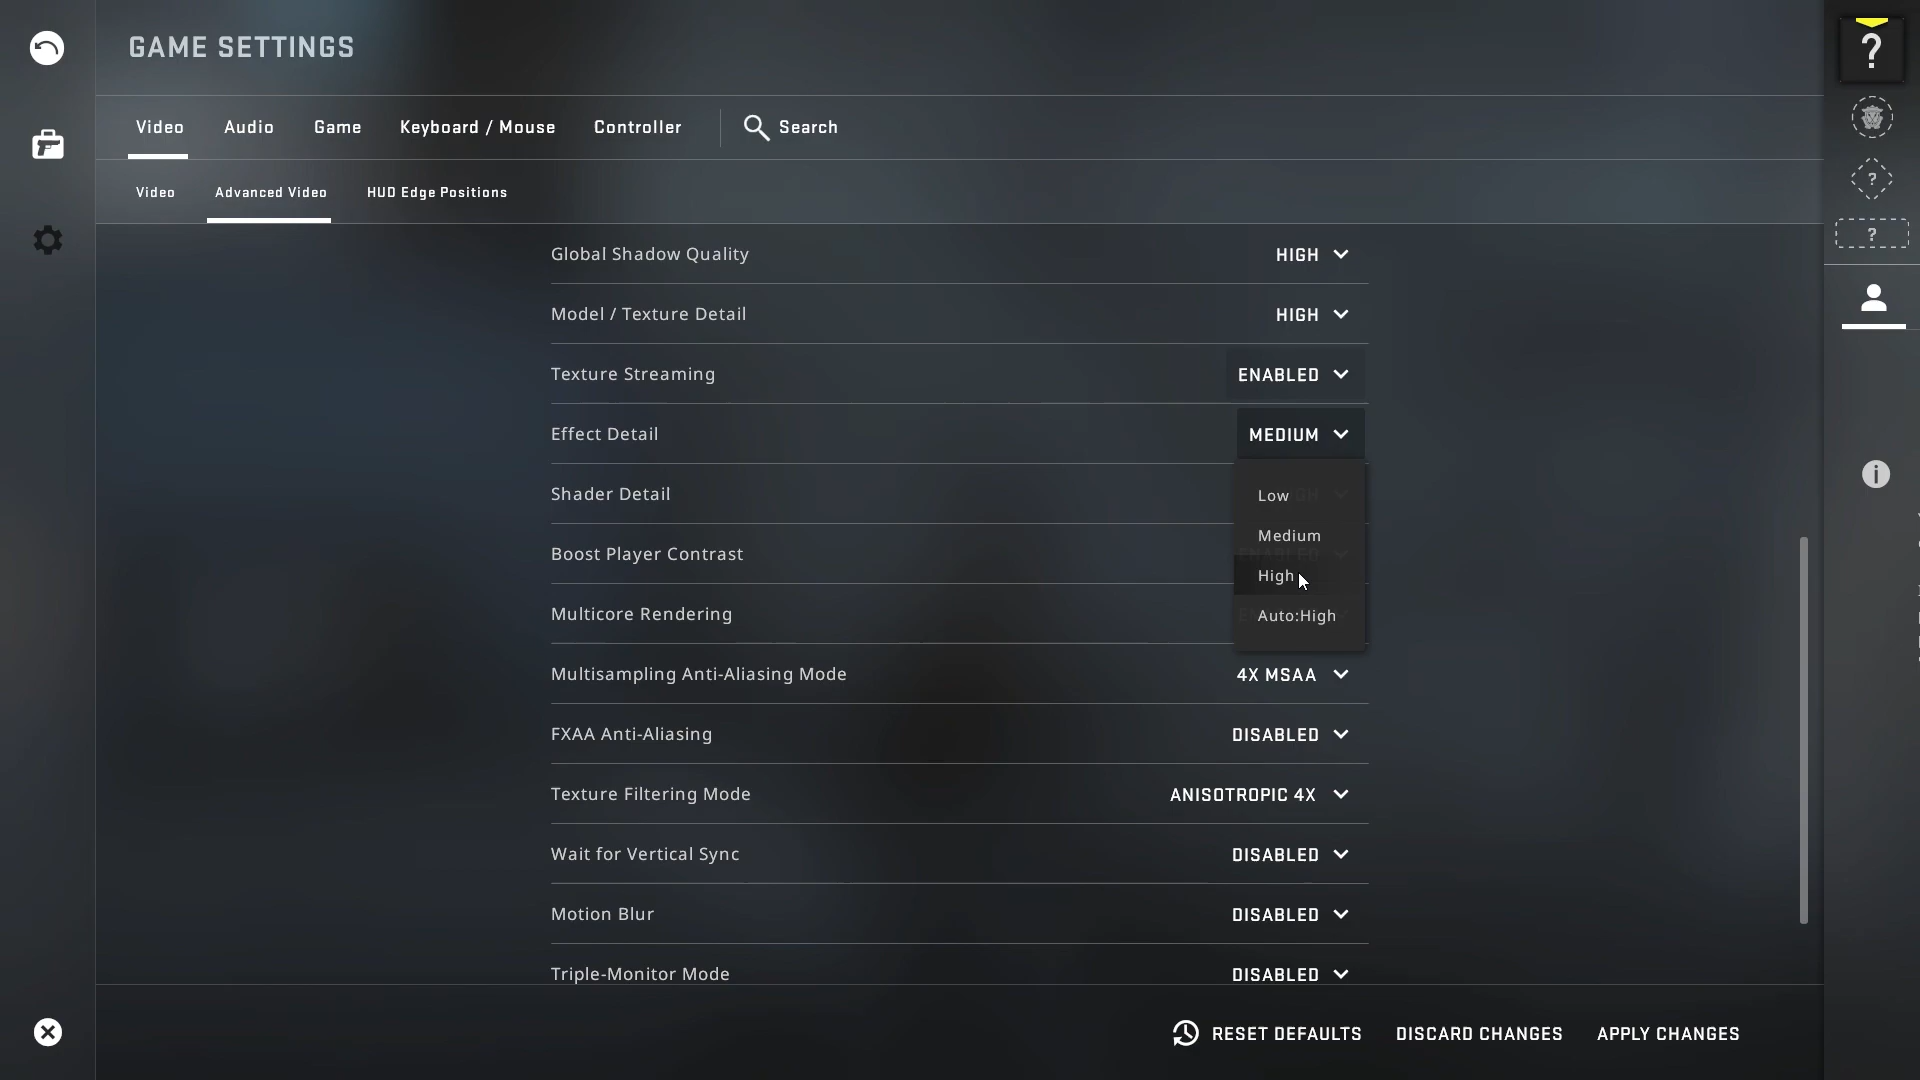 GAME SETTINGS
?
Video Audio Game Keyboard / Mouse Controller Search
Video Advanced Video HUD Edge Positions
?
?
Global Shadow Quality HIGH
Model / Texture Detail HIGH
Texture Streaming ENABLED
Effect Detail MEDIUM
Shader Detail
Low
Medium
Boost Player Contrast
High
Multicore Rendering
Auto:High
Multisampling Anti-Aliasing Mode 4X MSAA
FXAA Anti-Aliasing DISABLED
Texture Filtering Mode ANISOTROPIC 4X
Wait for Vertical Sync DISABLED
Motion Blur DISABLED
Triple-Monitor Mode DISABLED
RESET DEFAULTS DISCARD CHANGES APPLY CHANGES